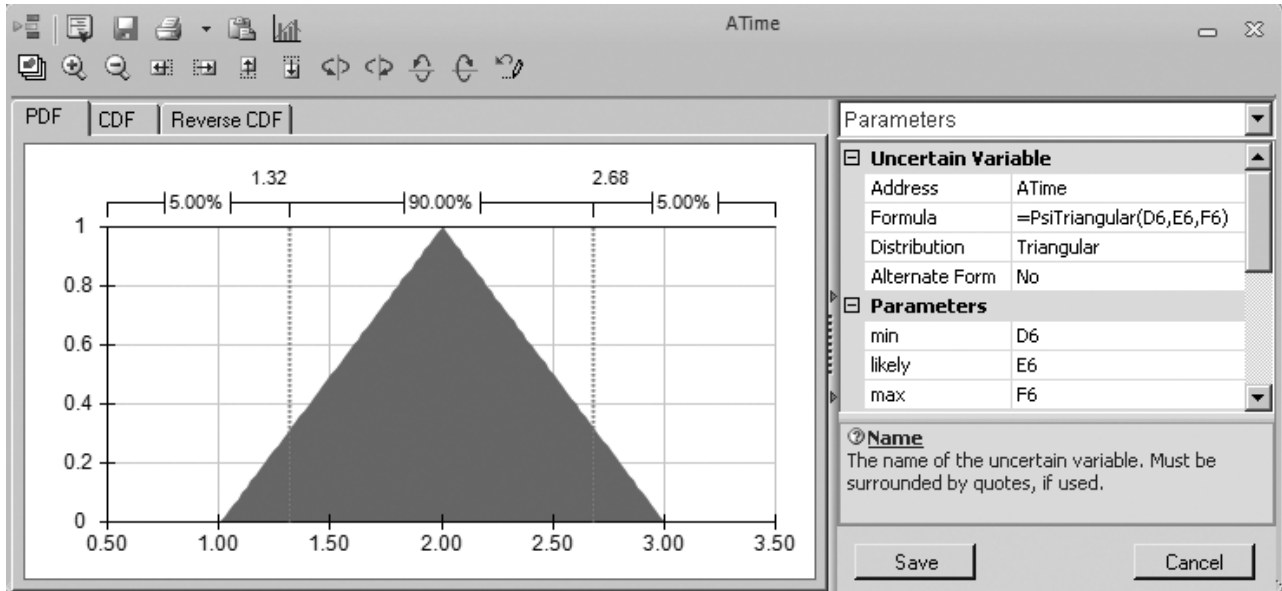 ATime
PDF CDF Reverse CDF
1.32 2.68
5.00% 90.00% 5.00%
1
0.8
0.6
0.4
0.2
0
0.50 1.00 1.50 2.00 2.50 3.00 3.50
Parameters
Uncertain Variable
Address ATime
Formula =PsiTriangular(D6,E6,F6)
Distribution Triangular
Alternate Form No
Parameters
min D6
likely E6
max F6
Name
The name of the uncertain variable. Must be
surrounded by quotes, if used.
Save Cancel